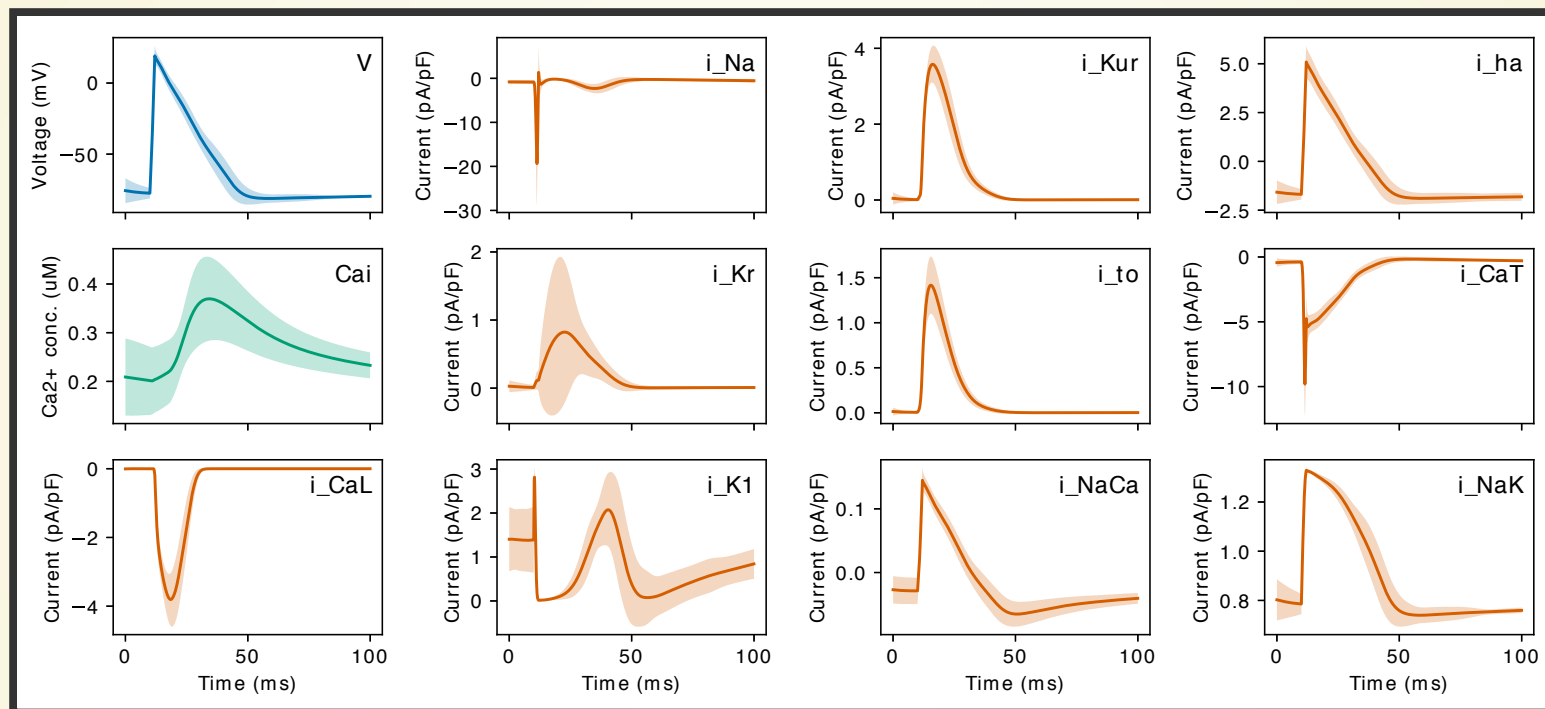 V
0
−50
Voltage (mV)
i_Na
0
−10
−20
−30
Current (pA/pF)
i_Kur
4
2
0
Current (pA/pF)
i_ha
5.0
2.5
0.0
−2.5
Current (pA/pF)
Cai
0.4
0.3
0.2
Ca2+ conc. (uM)
i_Kr
2
1
0
Current (pA/pF)
i_to
1.5
1.0
0.5
0.0
Current (pA/pF)
i_CaT
0
−5
−10
Current (pA/pF)
i_CaL
0
−2
−4
Current (pA/pF)
0 50 100
Time (ms)
i_K1
3
2
1
0
Current (pA/pF)
0 50 100
Time (ms)
i_NaCa
0.1
0.0
Current (pA/pF)
0 50 100
Time (ms)
i_NaK
1.2
1.0
0.8
Current (pA/pF)
0 50 100
Time (ms)